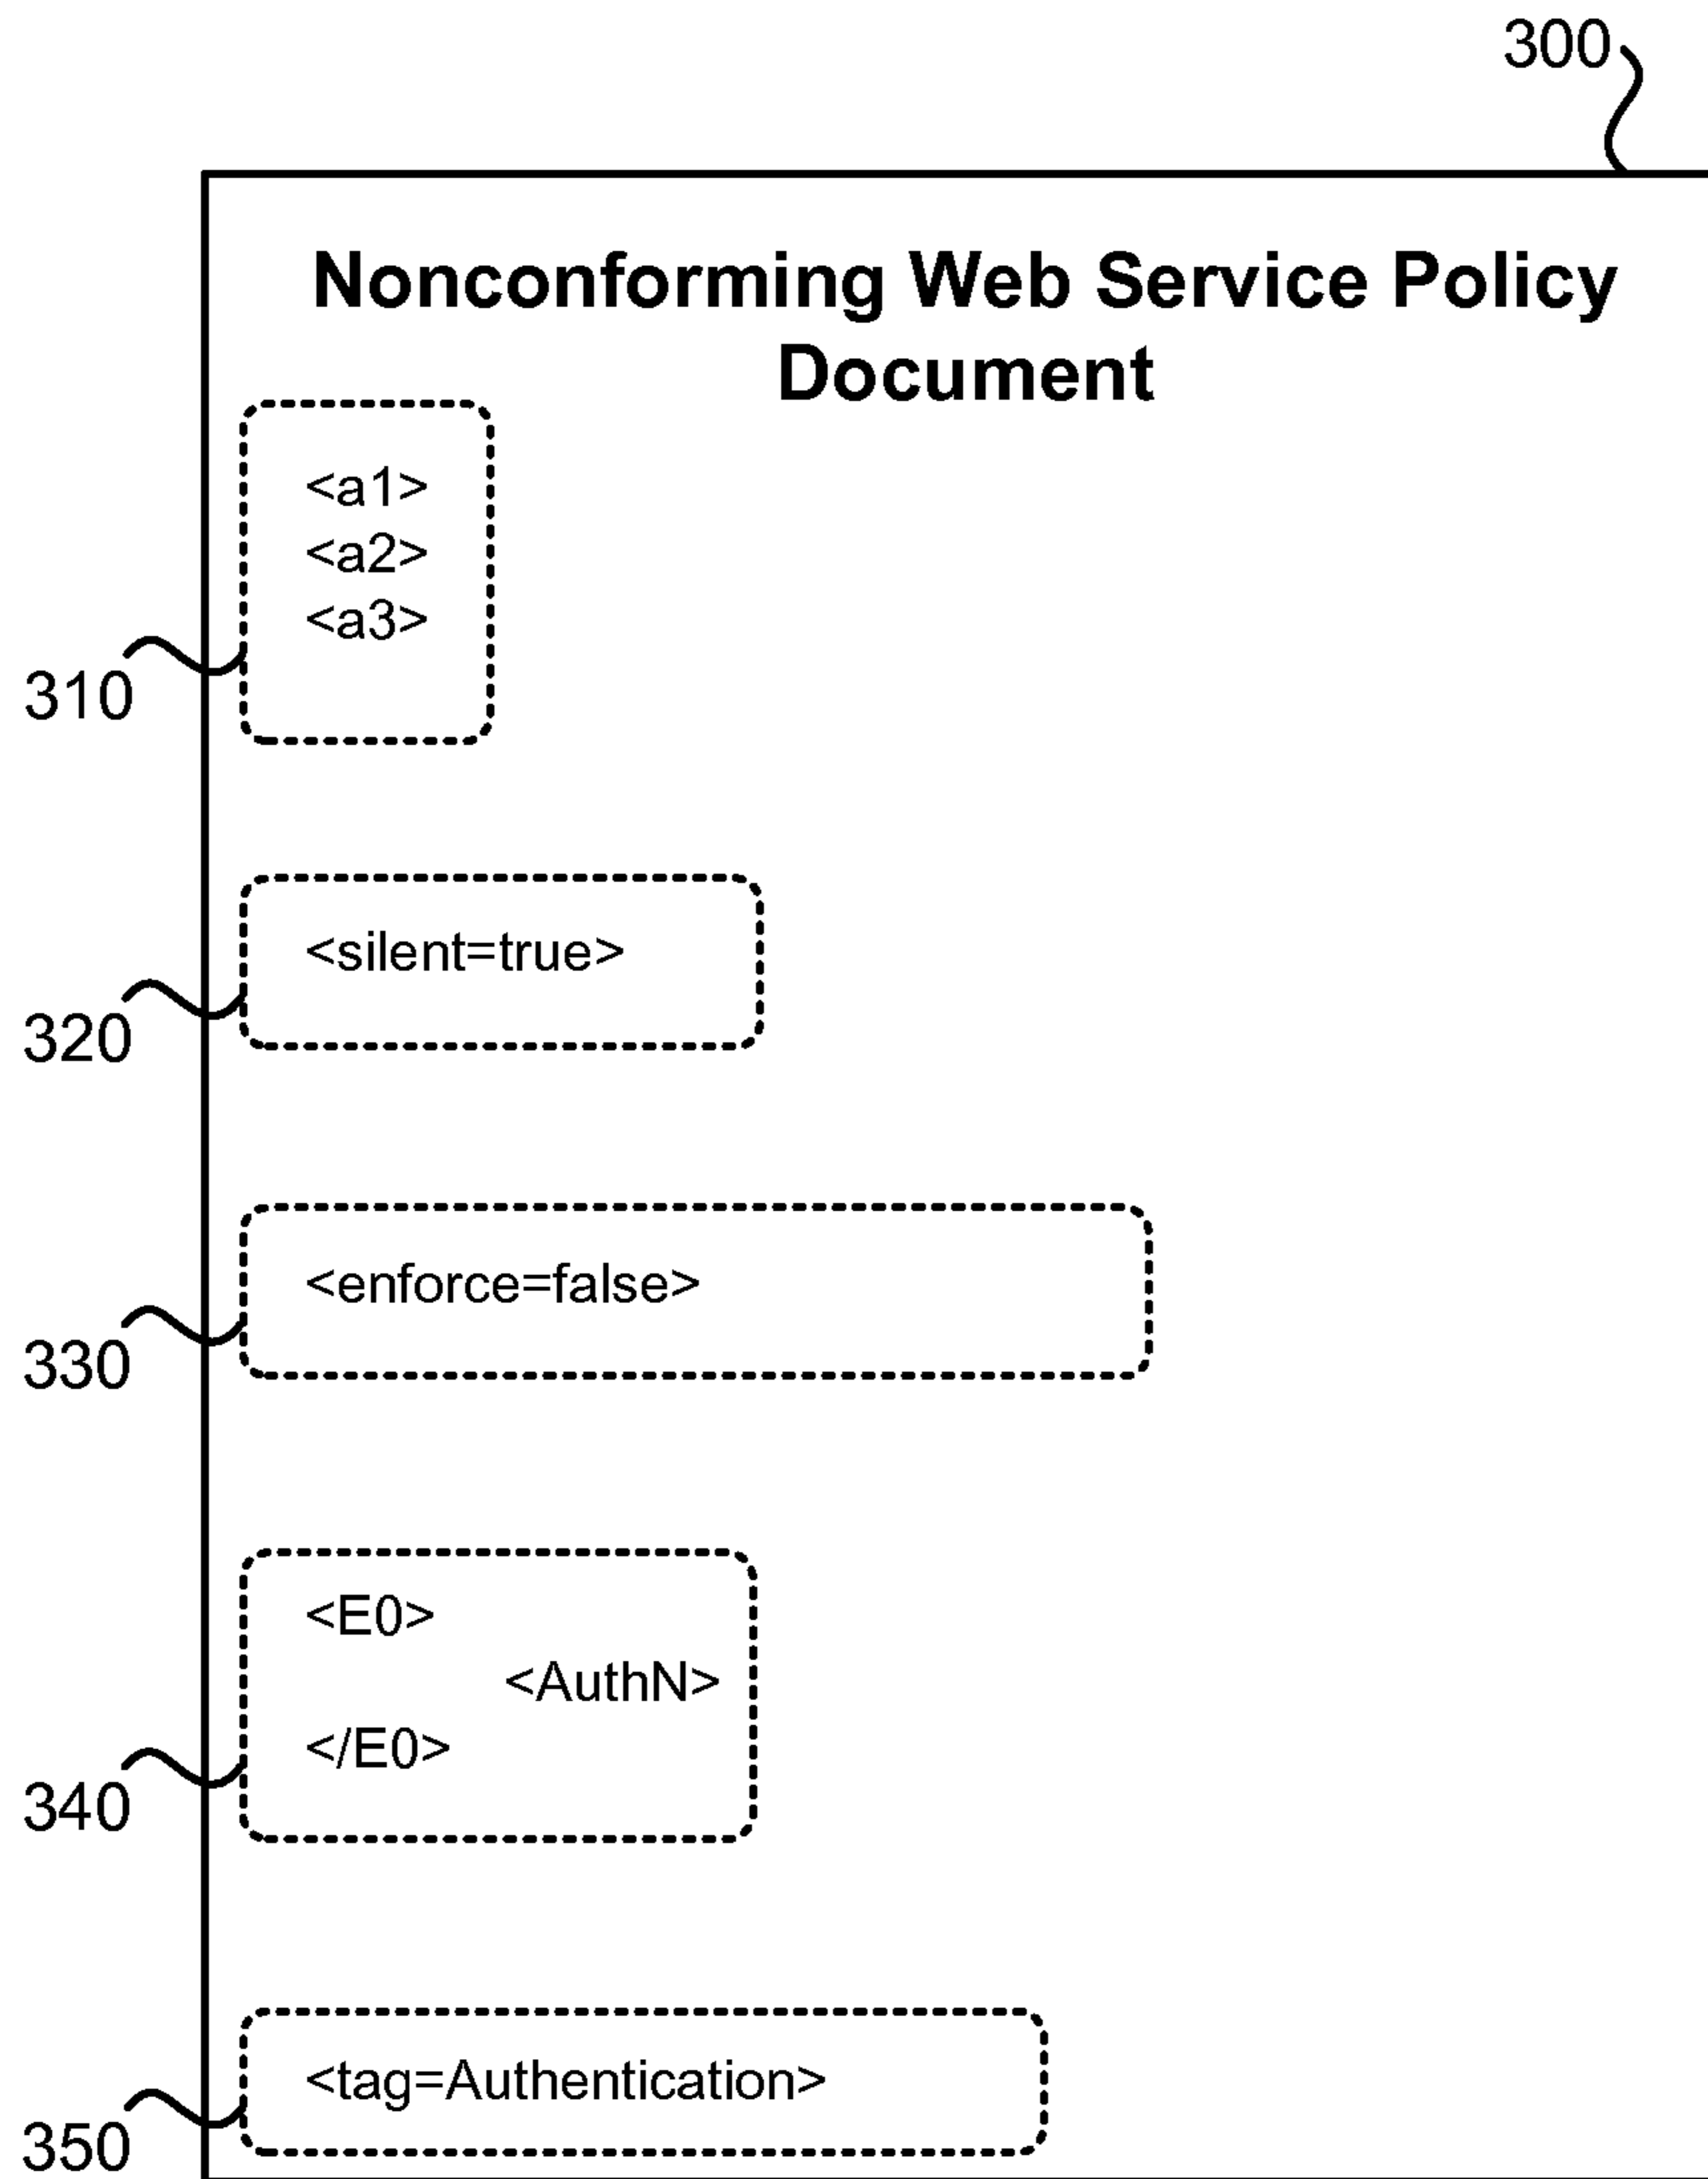 300
Nonconforming Web Service Policy
Document
<a1>
<a2>
<a3>
310
<silent=true>
320
<enforce=false>
330
<E0>
<AuthN>
</E0>
340
<tag=Authentication>
350